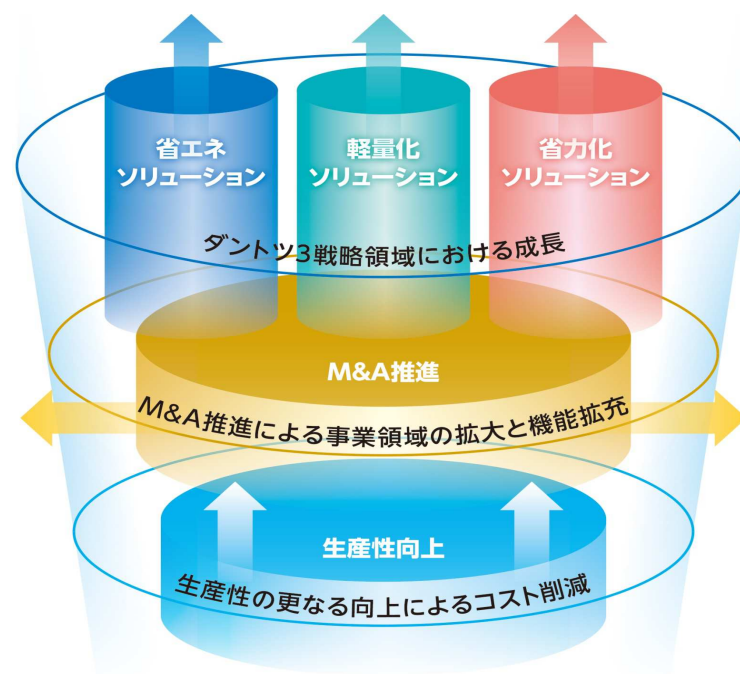 省エネ
ソリューション
軽量化
ソリューション
省力化
ソリューション
ダントツ3戦略領域における成長
M&A推進
M&A推進による事業領域の拡大と機能拡充
生産性向上
生産性の更なる向上によるコスト削減